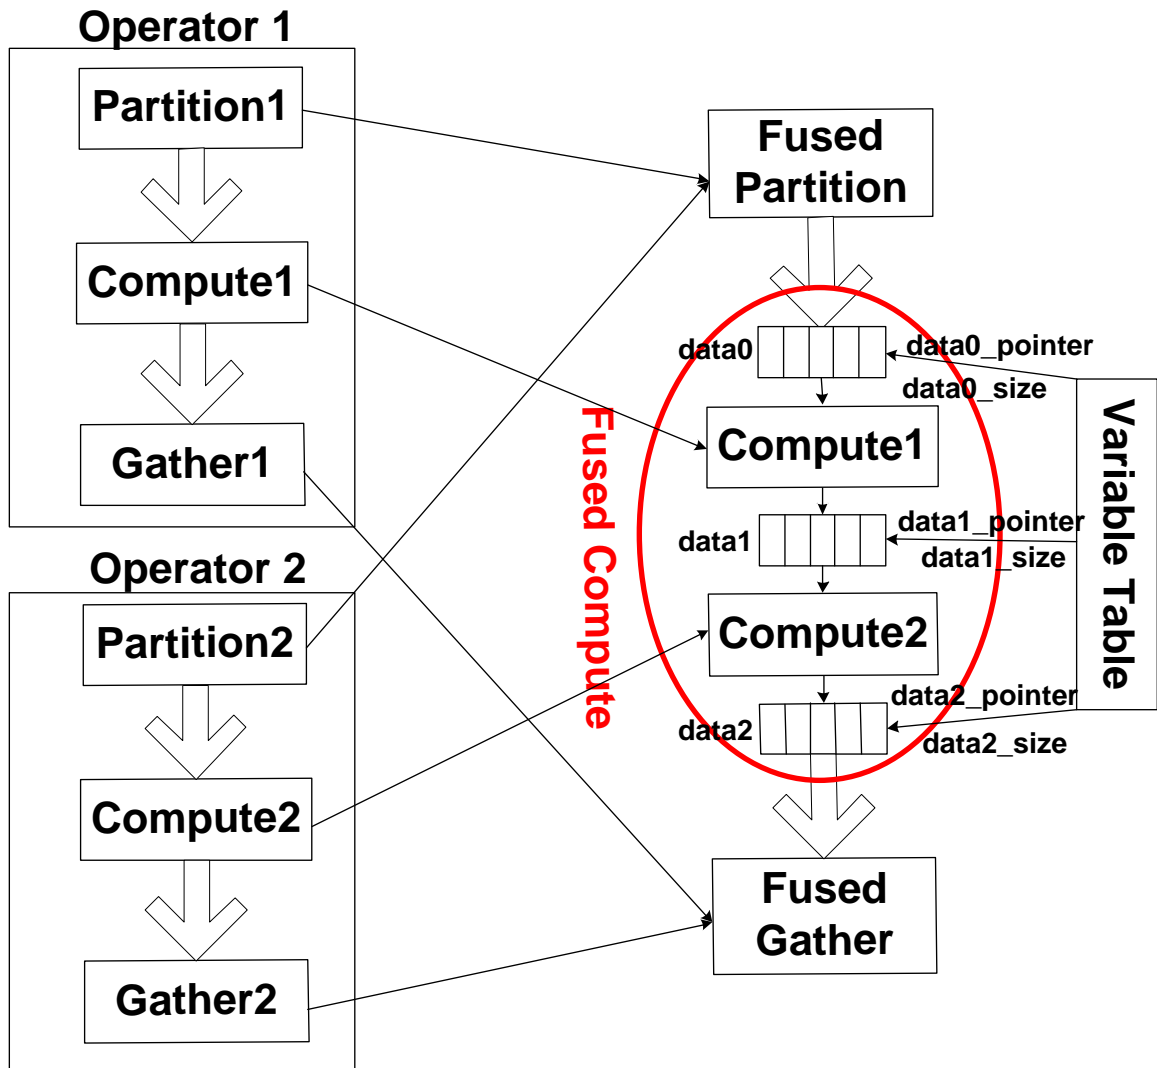 Operator 1
Partition1
Compute1
Gather1
Operator 2
Partition2
Compute2
Gather2
Fused
Partition
data0
data0_pointer
data0_size
Compute1
data1
data1_pointer
data1_size
Compute2
data2
data2_pointer
data2_size
Fused Compute
Variable Table
Fused
Gather